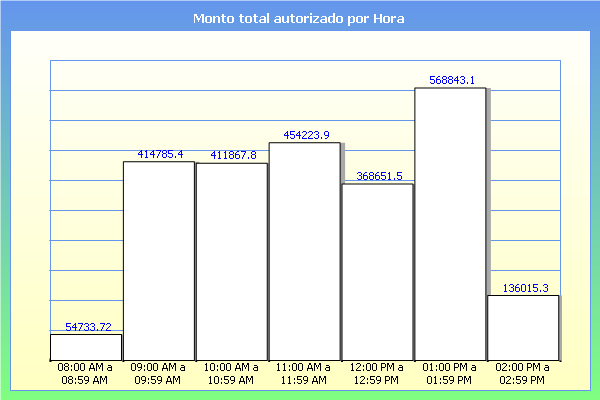 Monto total autorizado por Hora
568843.1
454223.9
414785.4
411867.8
368651.5
136015.3
54733.72
08:00 AM a
08:59 AM
09:00 AM a
09:59 AM
10:00 AM a
10:59 AM
11:00 AM a
11:59 AM
12:00 PM a
12:59 PM
01:00 PM a
01:59 PM
02:00 PM a
02:59 PM